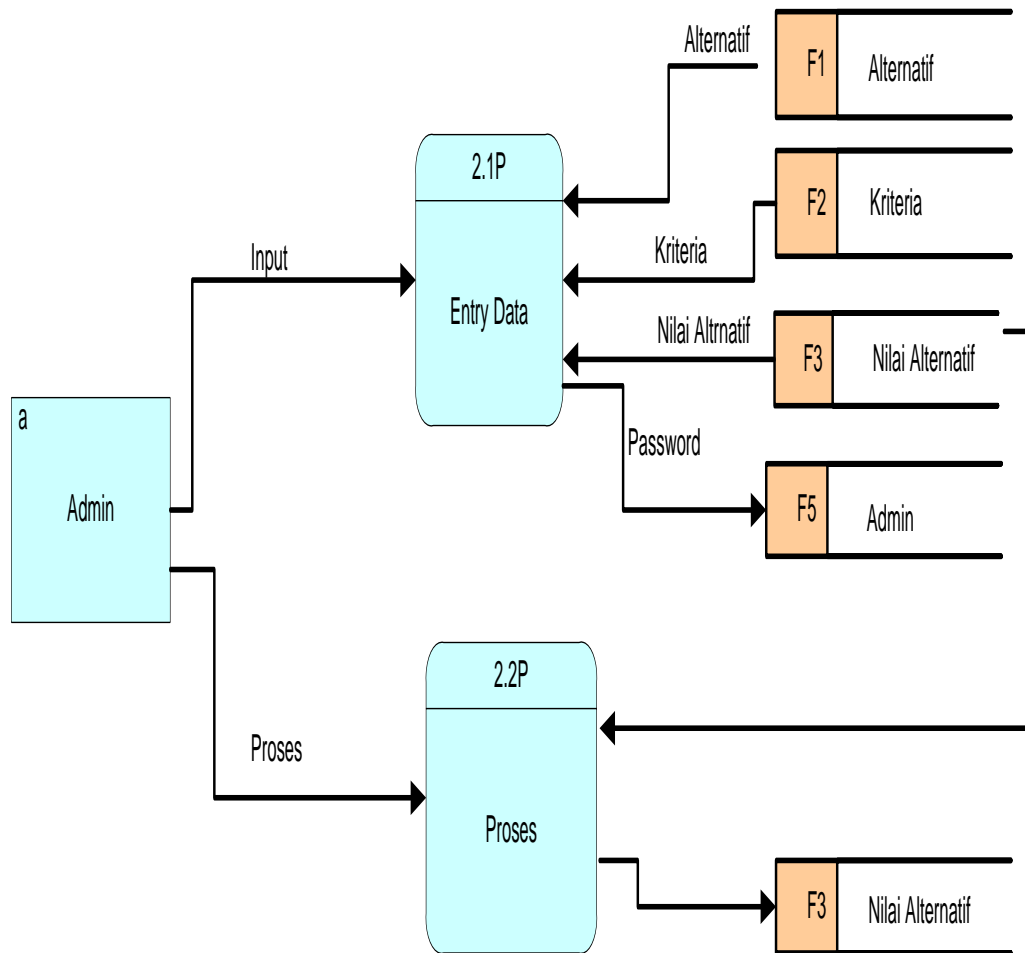 Alternatif
F1
Alternatif
2.1P
F2
Kriteria
Input
Kriteria
Entry Data
Nilai Altrnatif
F3
Nilai Alternatif
a
Password
Admin
F5
Admin
2.2P
Proses
Proses
F3
Nilai Alternatif